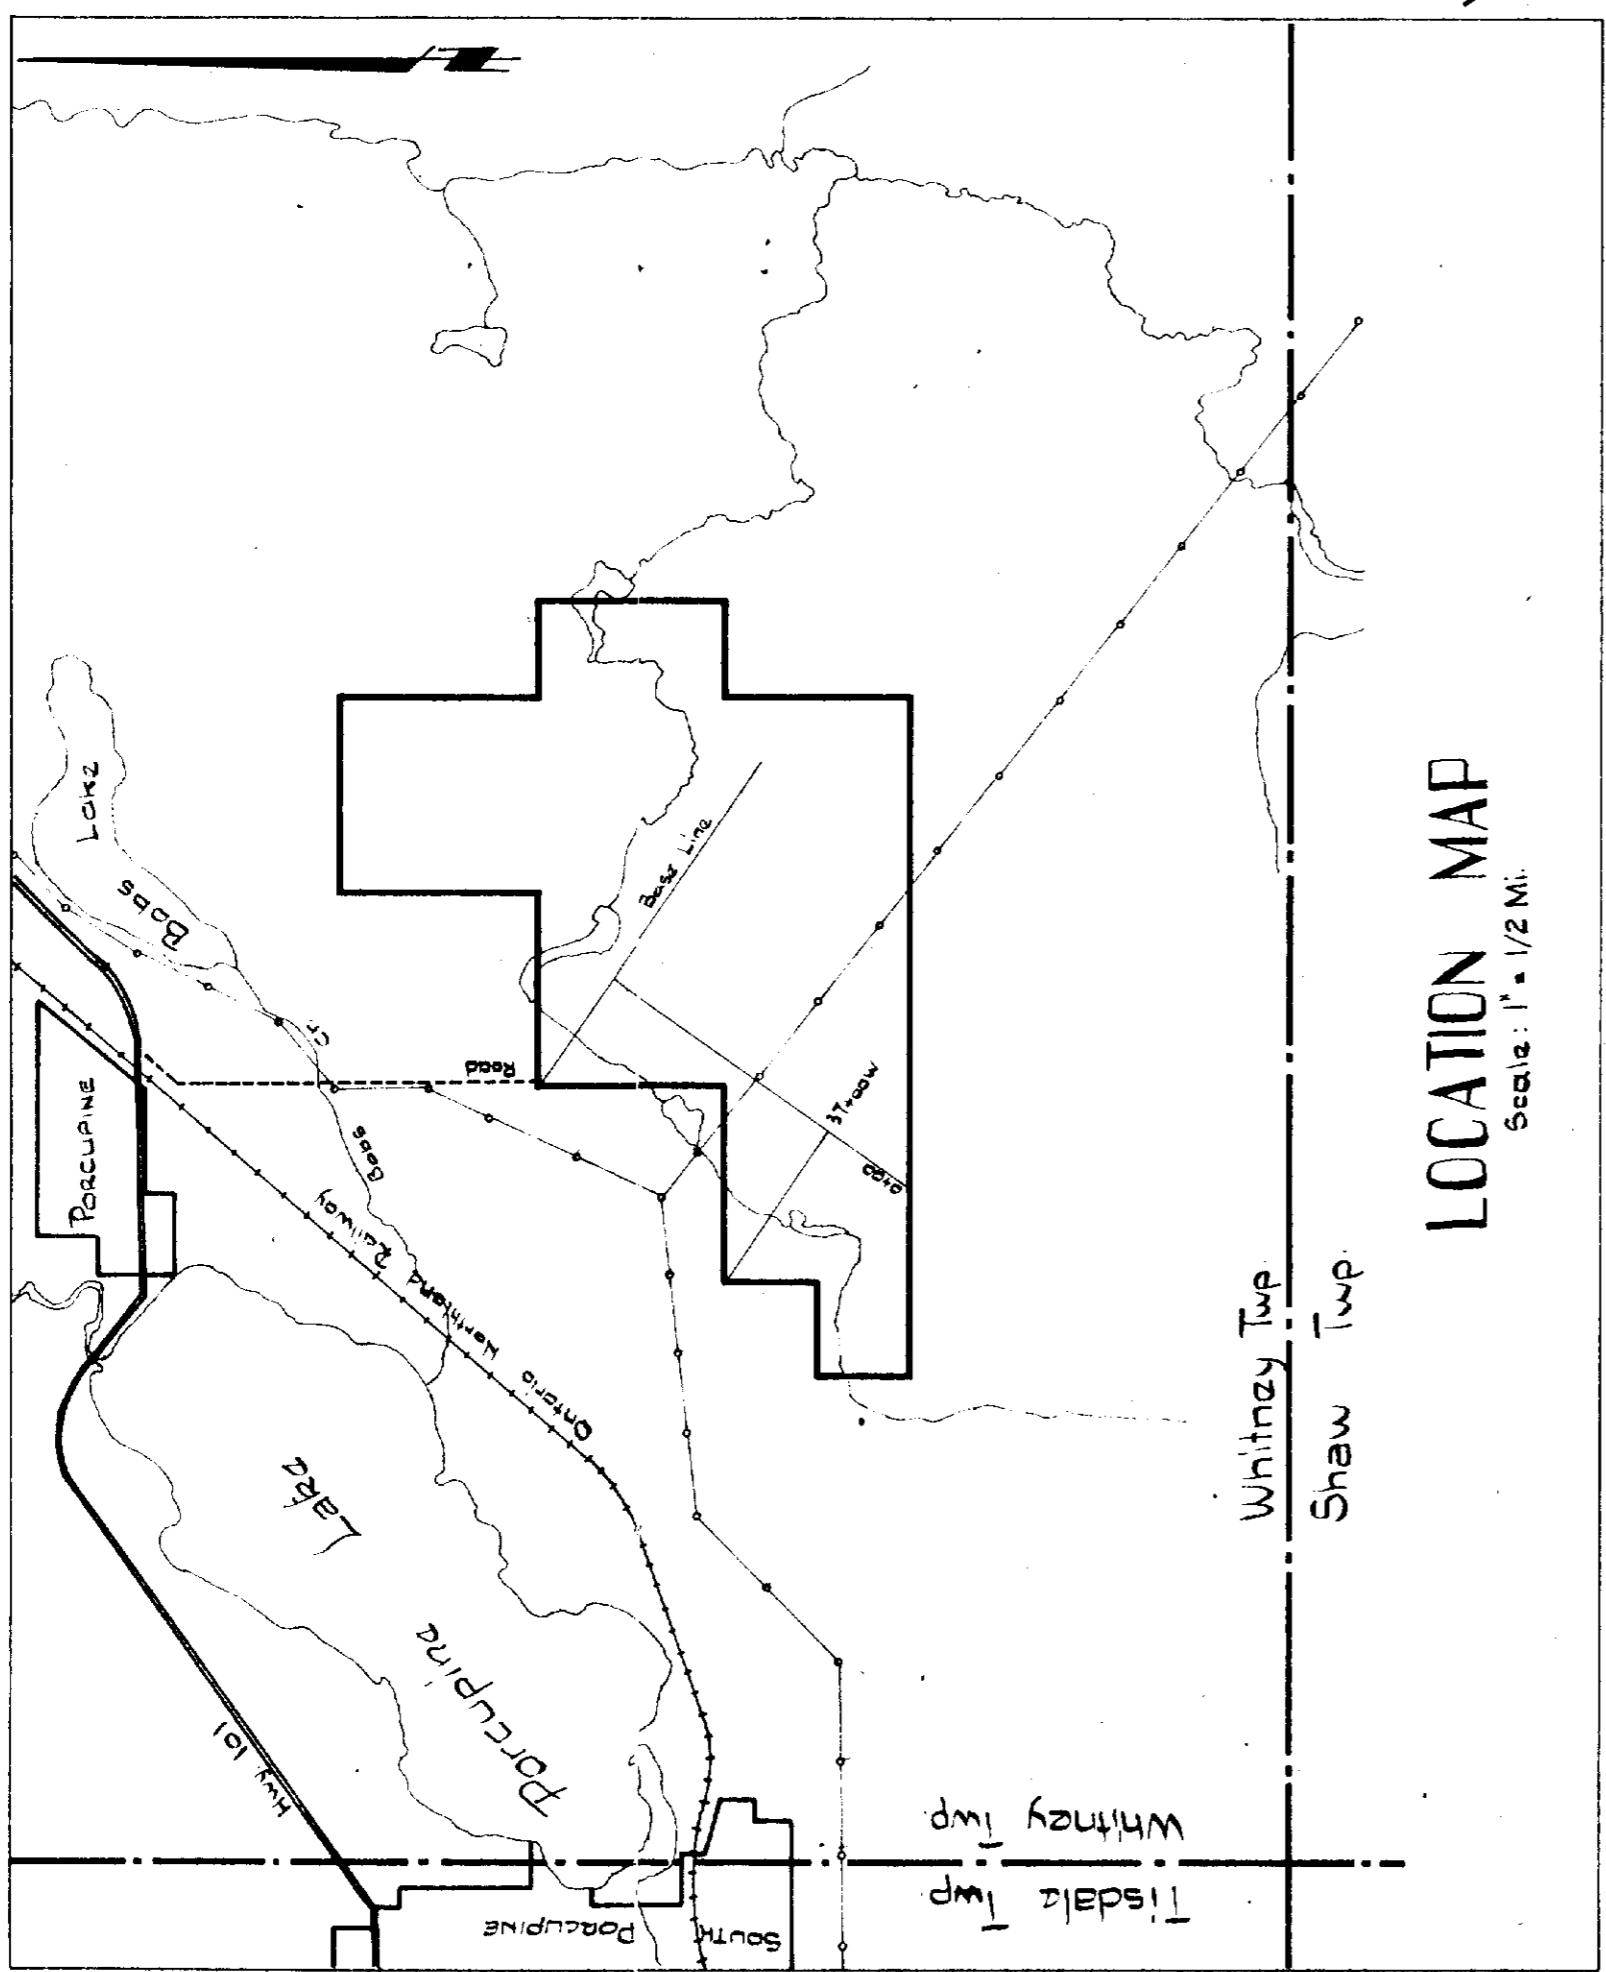 LOCATION MAP
Scale: 1" = 1/2 Mi.
Lake
Bobs
PORCUPINE
Cr.
Bobs
Road
Base Line
37+00W
0+00
Ontario Northland Railway
Porcupine Lake
Hwy 101
Whitney Twp.
Shaw Twp.
Whitney Twp.
Tisdale Twp
SOUTH PORCUPINE